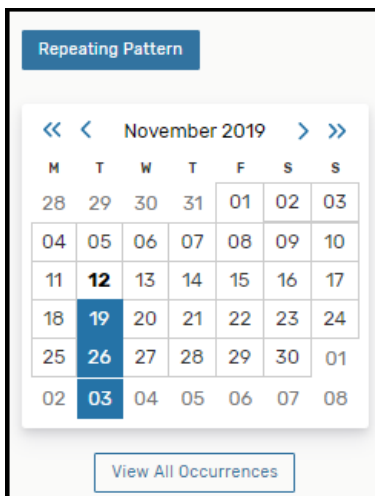 Repeating Pattern
November 2019
M T W T F S S
28 29 30 31 01 02 03
04 05 06 07 08 09 10
11 12 13 14 15 16 17
18 19 20 21 22 23 24
25 26 27 28 29 30 01
02 03 04 05 06 07 08
View All Occurrences